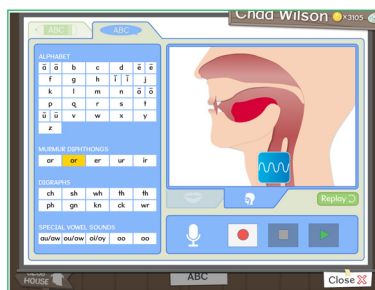 Chad Wilson ×3105
ABC ABC
ALPHABET
ā ă b c d ē ĕ
f g h ī ĭ j
k l m n ō ŏ
p q r s t
ū ŭ v w x y
z
MURMUR DIPHTHONGS
or or er ur ir
DIGRAPHS
ch sh wh th th
ph gn kn ck wr
SPECIAL VOWEL SOUNDS
au/aw ou/ow oi/oy oo oo
Replay
HOUSE
ABC
Close